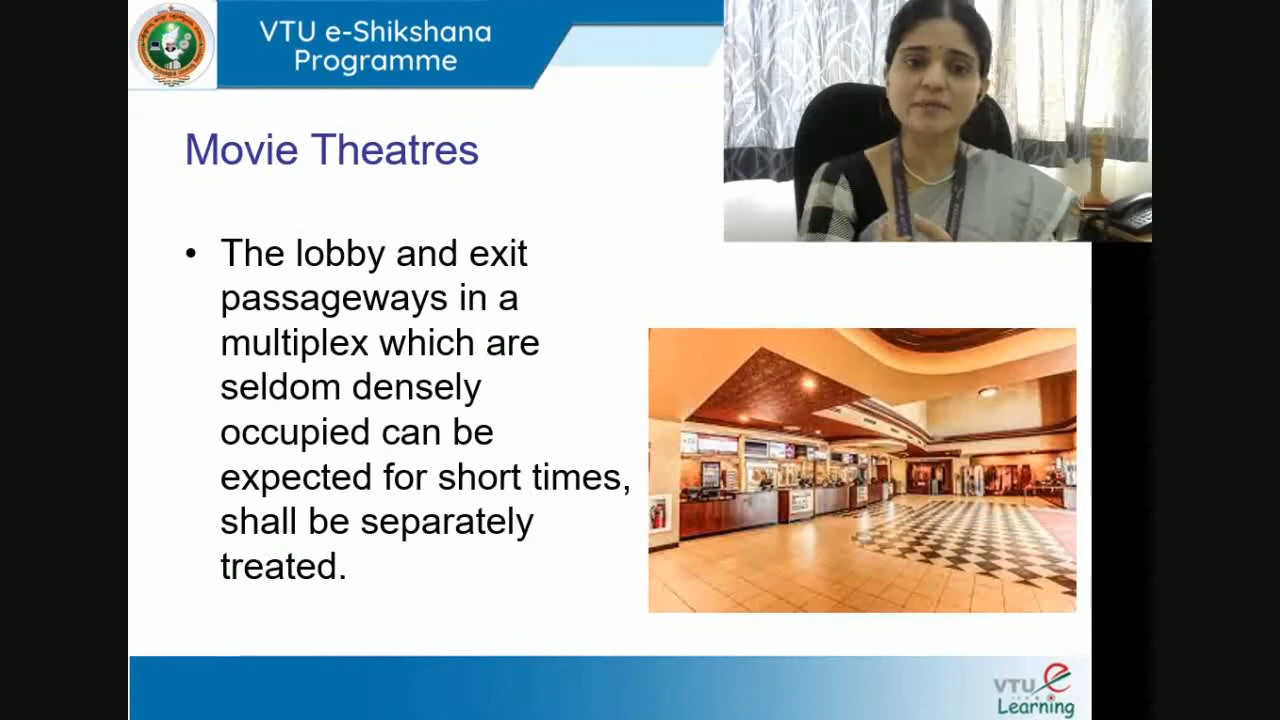 VTU e-Shikshana
Programme
Movie Theatres
• The lobby and exit
passageways in a
multiplex which are
seldom densely
occupied can be
expected for short times,
shall be separately
treated.
VTU e
Learning